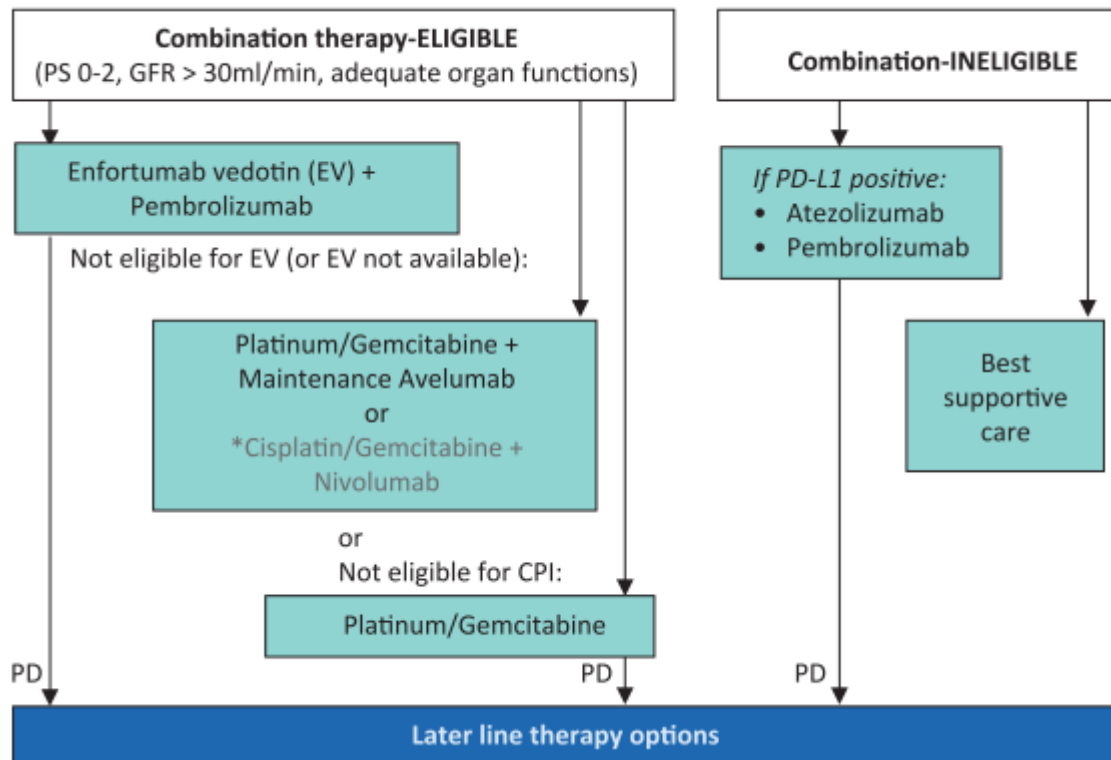 Combination therapy-ELIGIBLE
(PS 0-2, GFR > 30ml/min, adequate organ functions)
Combination-INELIGIBLE
Enfortumab vedotin (EV) +
Pembrolizumab
If PD-L1 positive:
• Atezolizumab
• Pembrolizumab
Not eligible for EV (or EV not available):
Platinum/Gemcitabine +
Maintenance Avelumab
or
*Cisplatin/Gemcitabine +
Nivolumab
Best
supportive
care
or
Not eligible for CPI:
Platinum/Gemcitabine
PD
PD
PD
Later line therapy options